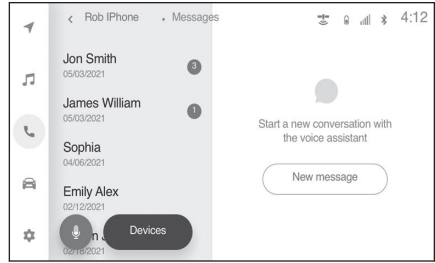 ‹ Rob IPhone • Messages
4:12
Jon Smith
05/03/2021
3
James William
05/03/2021
1
Sophia
04/06/2021
Emily Alex
02/12/2021
Devices
02/18/2021
Start a new conversation with
the voice assistant
New message